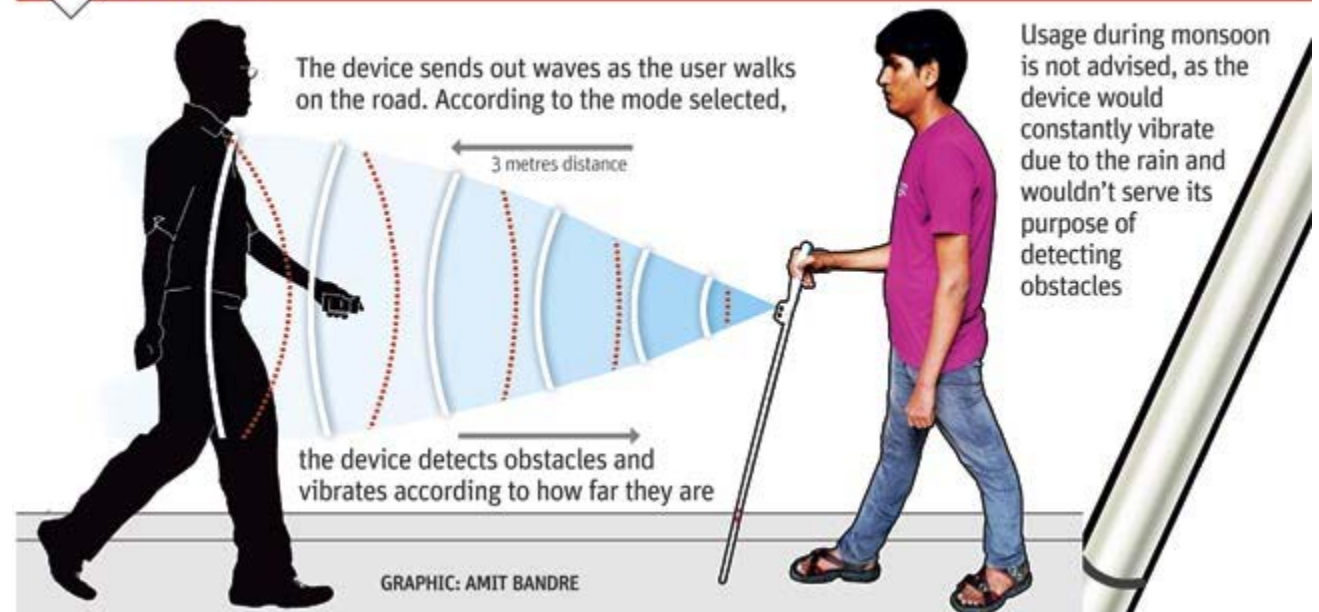 The device sends out waves as the user walks
on the road. According to the mode selected,
3 metres distance
the device detects obstacles and
vibrates according to how far they are
Usage during monsoon
is not advised, as the
device would
constantly vibrate
due to the rain and
wouldn't serve its
purpose of
detecting
obstacles
GRAPHIC: AMIT BANDRE